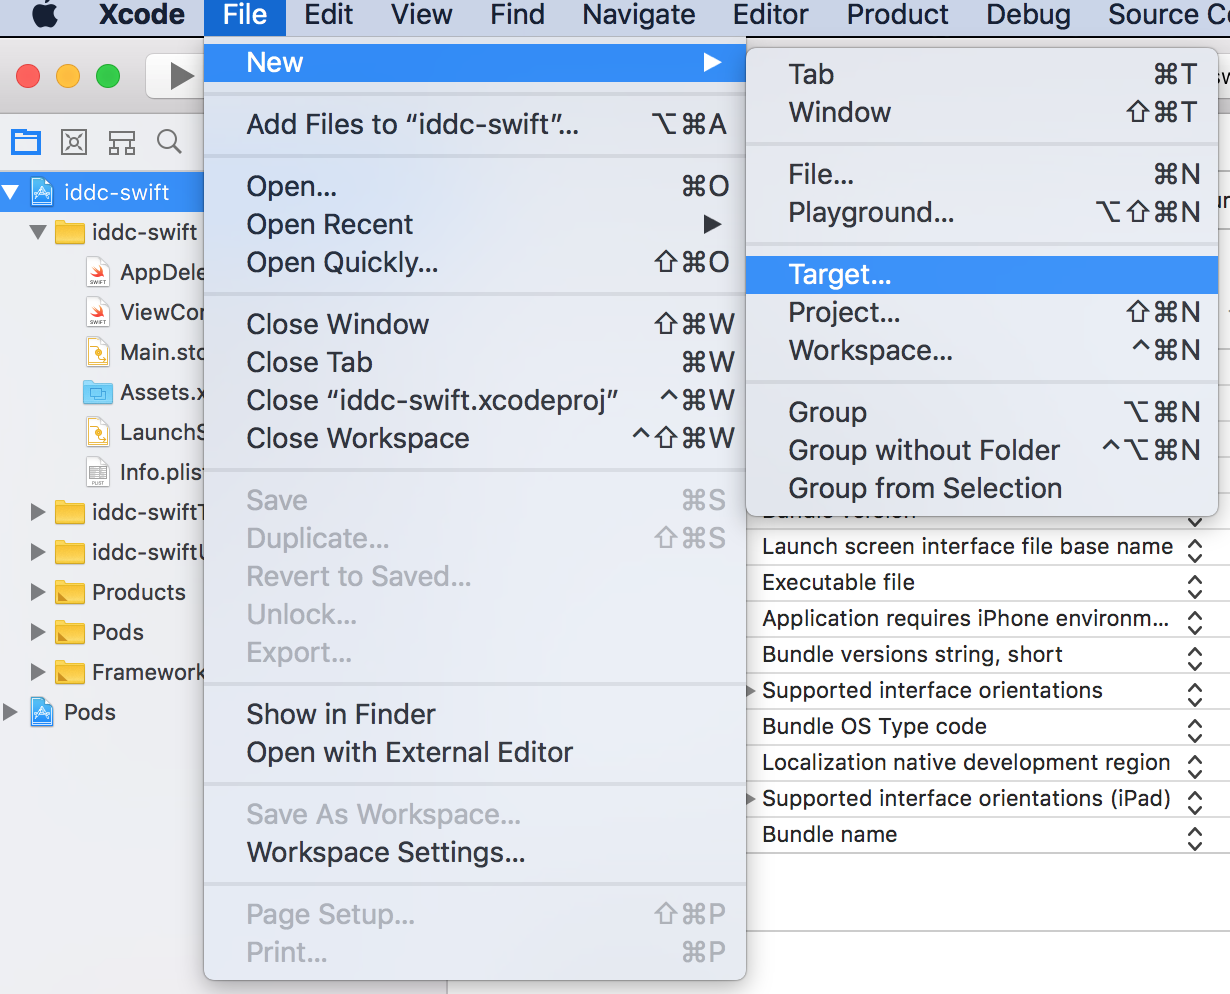 Xcode File Edit View Find Navigate Editor Product Debug Source
New
Add Files to “iddc-swift”... ⌥⌘A
Open... ⌘O
Open Recent
Open Quickly... ⇧⌘O
Close Window ⇧⌘W
Close Tab ⌘W
Close “iddc-swift.xcodeproj” ^⌘W
Close Workspace ^⇧⌘W
Save ⌘S
Duplicate... ⇧⌘S
Revert to Saved...
Unlock...
Export...
Show in Finder
Open with External Editor
Save As Workspace...
Workspace Settings...
Page Setup... ⇧⌘P
Print... ⌘P
Tab ⌘T
Window ⇧⌘T
File... ⌘N
Playground... ⌥⇧⌘N
Target...
Project... ⇧⌘N
Workspace... ^⌘N
Group ⌥⌘N
Group without Folder ^⌥⌘N
Group from Selection
iddc-swift
iddc-swift
AppDele
ViewCor
Main.sto
Assets.x
LaunchS
Info.plis
iddc-swiftT
iddc-swiftU
Products
Pods
Framework
Pods
Bundle version
Launch screen interface file base name
Executable file
Application requires iPhone environm...
Bundle versions string, short
Supported interface orientations
Bundle OS Type code
Localization native development region
Supported interface orientations (iPad)
Bundle name